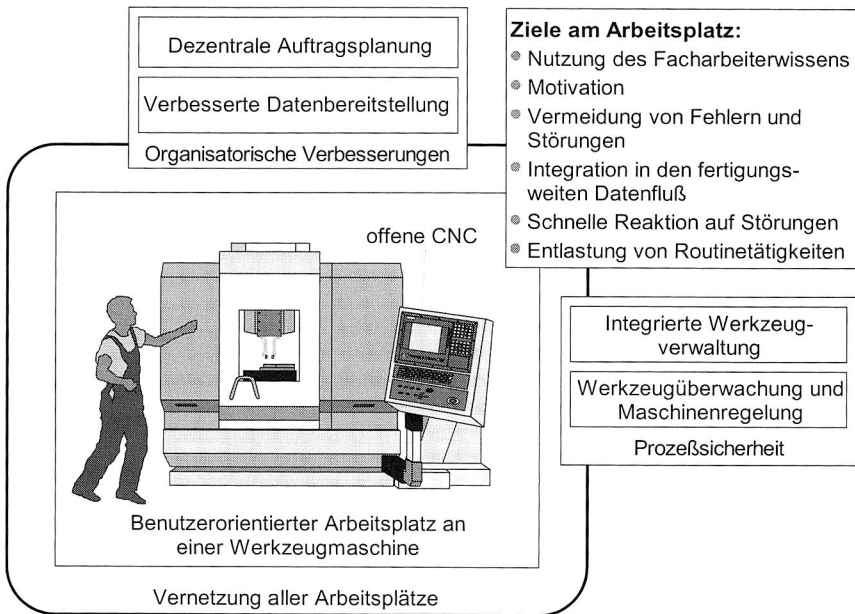 Dezentrale Auftragsplanung
Verbesserte Datenbereitstellung
Organisatorische Verbesserungen
Ziele am Arbeitsplatz:
Nutzung des Facharbeiterwissens
Motivation
Vermeidung von Fehlern und
Störungen
Integration in den fertigungs-
weiten Datenfluß
Schnelle Reaktion auf Störungen
Entlastung von Routinetätigkeiten
offene CNC
Integrierte Werkzeug-
verwaltung
Werkzeugüberwachung und
Maschinenregelung
Prozeßsicherheit
Benutzerorientierter Arbeitsplatz an
einer Werkzeugmaschine
Vernetzung aller Arbeitsplätze